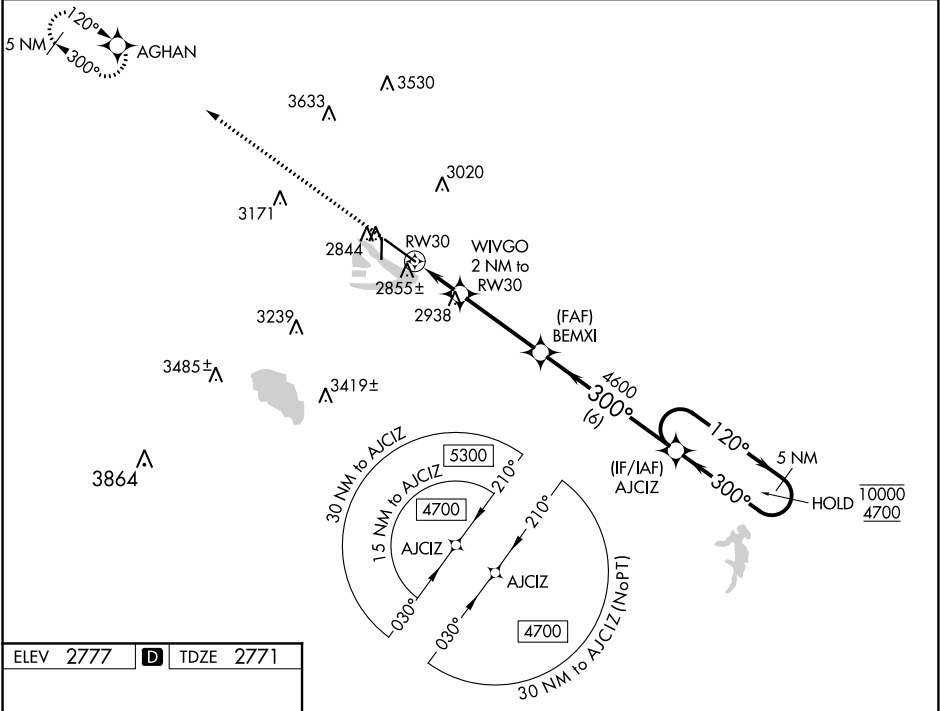 120°
5 NM
300°
AGHAN
3530
3633
3020
3171
2844
RW30
WIVGO
2 NM to
RW30
2855±
2938
(FAF)
BEMXI
3239
3485±
3419±
4600
300°
(6)
120°
5 NM
300°
(IF/IAF)
AJCIZ
HOLD
10000
4700
3864
30 NM to AJCIZ
5300
210°
15 NM to AJCIZ
4700
AJCIZ
030°
210°
AJCIZ
030°
4700
30 NM to AJCIZ (NoPT)
ELEV 2777 D TDZE 2771